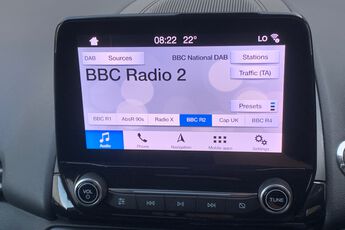 08:22 22° LO
DAB Sources BBC National DAB Stations
BBC Radio 2
Traffic (TA)
Presets
BBC R1 AbsR 90s Radio X BBC R2 Cap UK BBC R4
Audio Phone Navigation Mobile apps Settings
VOL TUNE